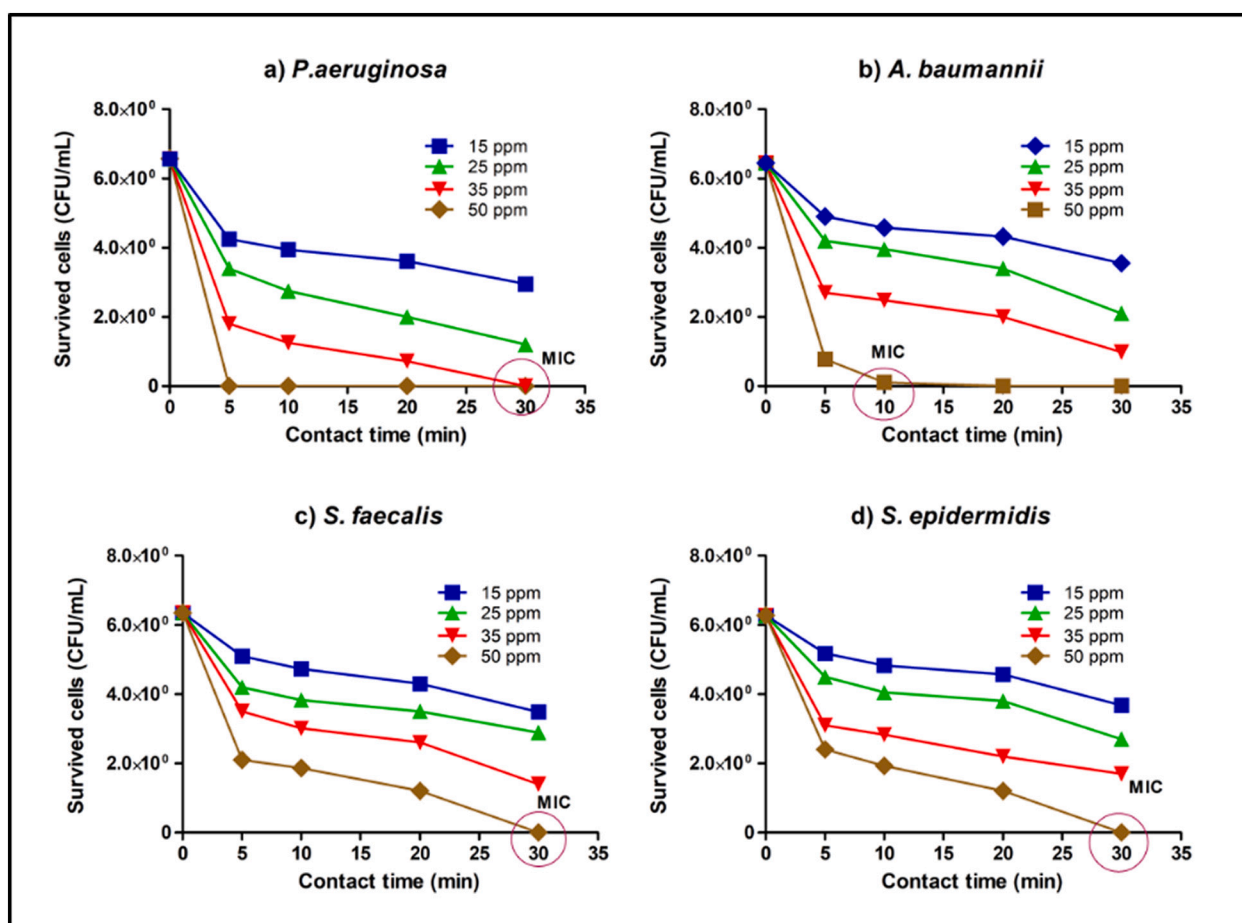 a) P.aeruginosa
8.0×10⁰
6.0×10⁰
4.0×10⁰
2.0×10⁰
0
Survived cells (CFU/mL)
15 ppm
25 ppm
35 ppm
50 ppm
MIC
0 5 10 15 20 25 30 35
Contact time (min)
b) A. baumannii
8.0×10⁰
6.0×10⁰
4.0×10⁰
2.0×10⁰
0
Survived cells (CFU/mL)
15 ppm
25 ppm
35 ppm
50 ppm
MIC
0 5 10 15 20 25 30 35
Contact time (min)
c) S. faecalis
8.0×10⁰
6.0×10⁰
4.0×10⁰
2.0×10⁰
0
Survived cells (CFU/mL)
15 ppm
25 ppm
35 ppm
50 ppm
MIC
0 5 10 15 20 25 30 35
Contact time (min)
d) S. epidermidis
8.0×10⁰
6.0×10⁰
4.0×10⁰
2.0×10⁰
0
Survived cells (CFU/mL)
15 ppm
25 ppm
35 ppm
50 ppm
MIC
0 5 10 15 20 25 30 35
Contact time (min)